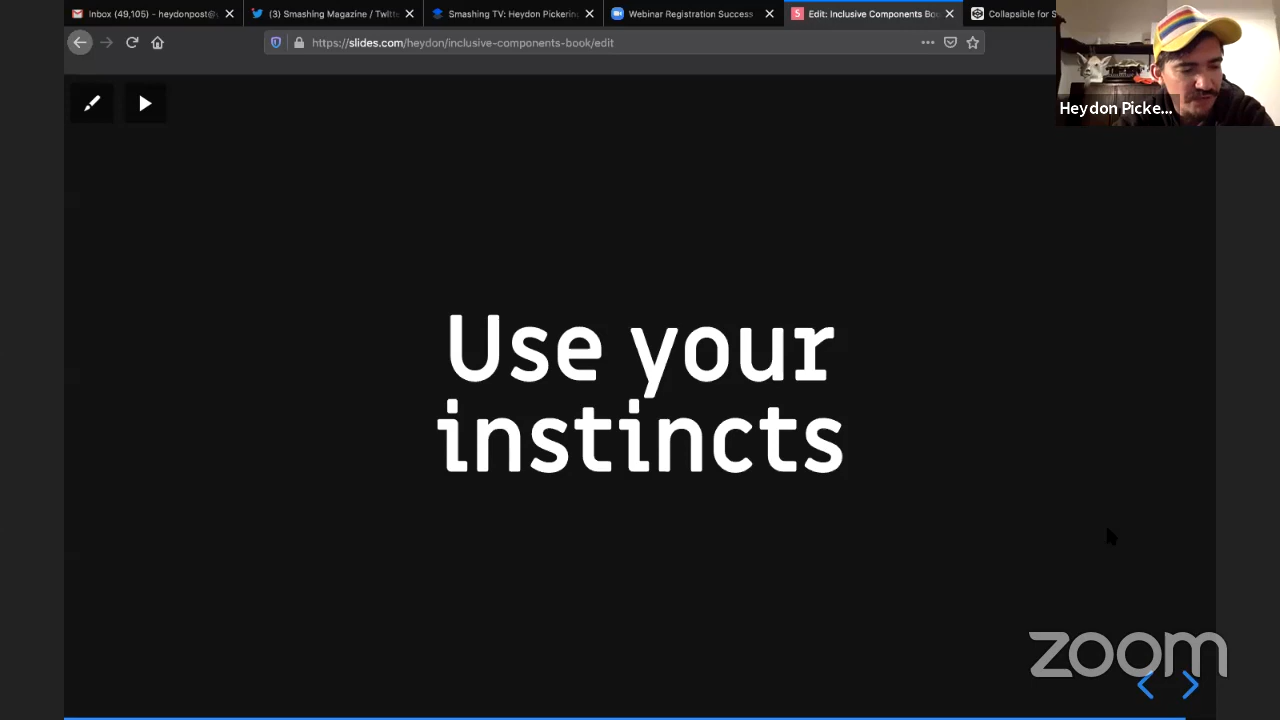 Inbox (49,105) - heydonpost@
(3) Smashing Magazine / Twitte
Smashing TV: Heydon Pickering
Webinar Registration Success
Edit: Inclusive Components Bo
Collapsible for S
https://slides.com/heydon/inclusive-components-book/edit
Heydon Picke...
Use your
instincts
zoom